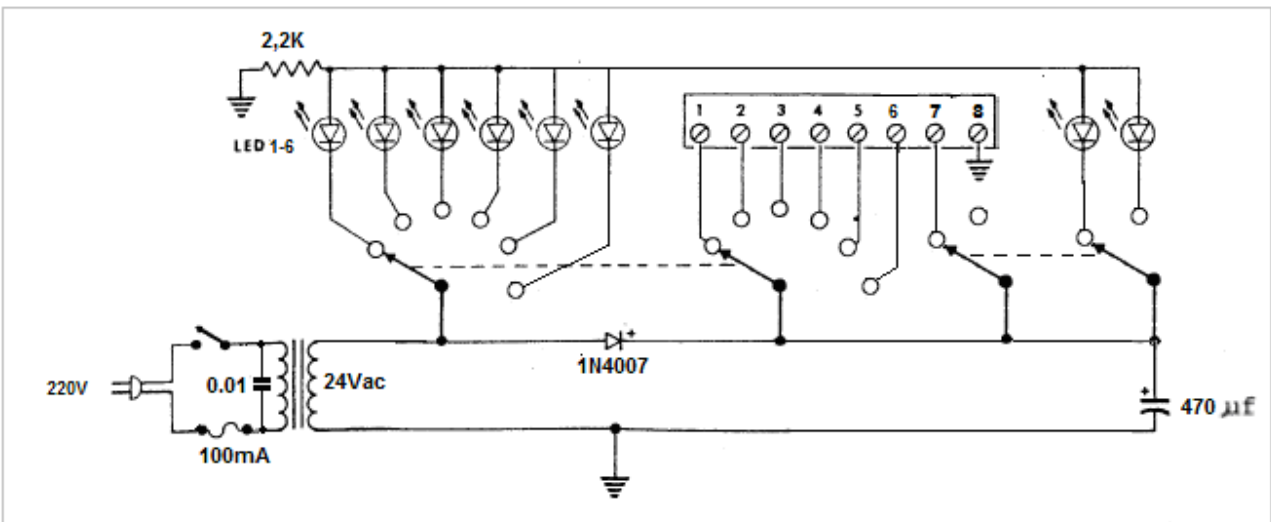 2,2K
LED 1-6
1 2 3 4 5 6 7 8
220V
0.01
24Vac
1N4007
+
+
470 µf
100mA